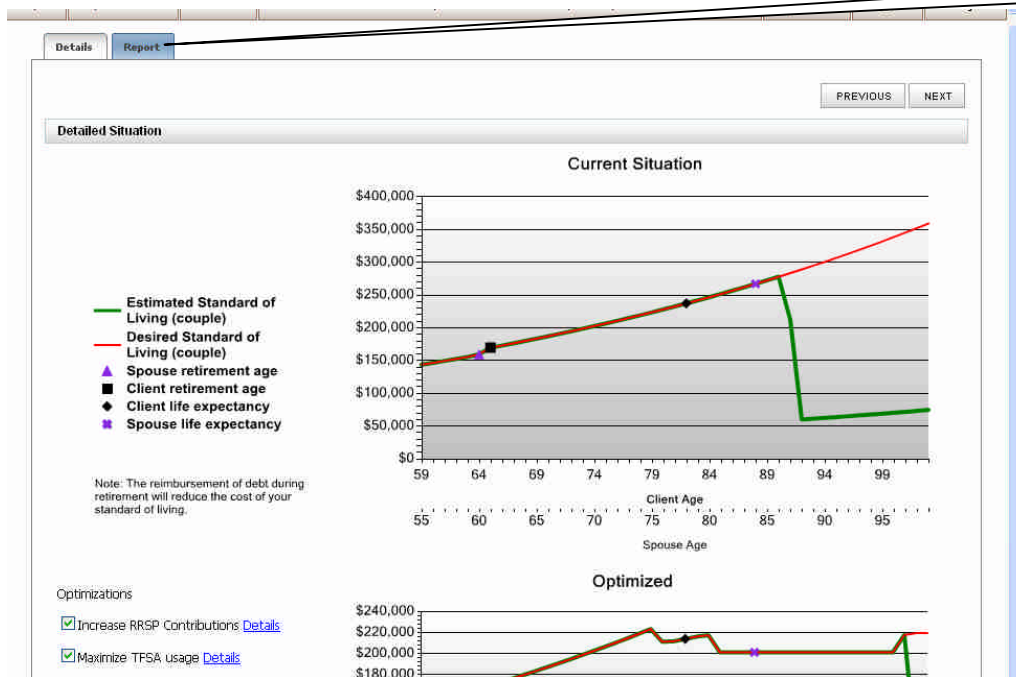 Details Report
PREVIOUS NEXT
Detailed Situation
Current Situation
$400,000
$350,000
$300,000
$250,000
$200,000
$150,000
$100,000
$50,000
$0
Estimated Standard of
Living (couple)
Desired Standard of
Living (couple)
Spouse retirement age
Client retirement age
Client life expectancy
Spouse life expectancy
Note: The reimbursement of debt during
retirement will reduce the cost of your
standard of living.
59 64 69 74 79 84 89 94 99
Client Age
55 60 65 70 75 80 85 90 95
Spouse Age
Optimized
Optimizations
Increase RRSP Contributions Details
Maximize TFSA usage Details
$240,000
$220,000
$200,000
$180,000